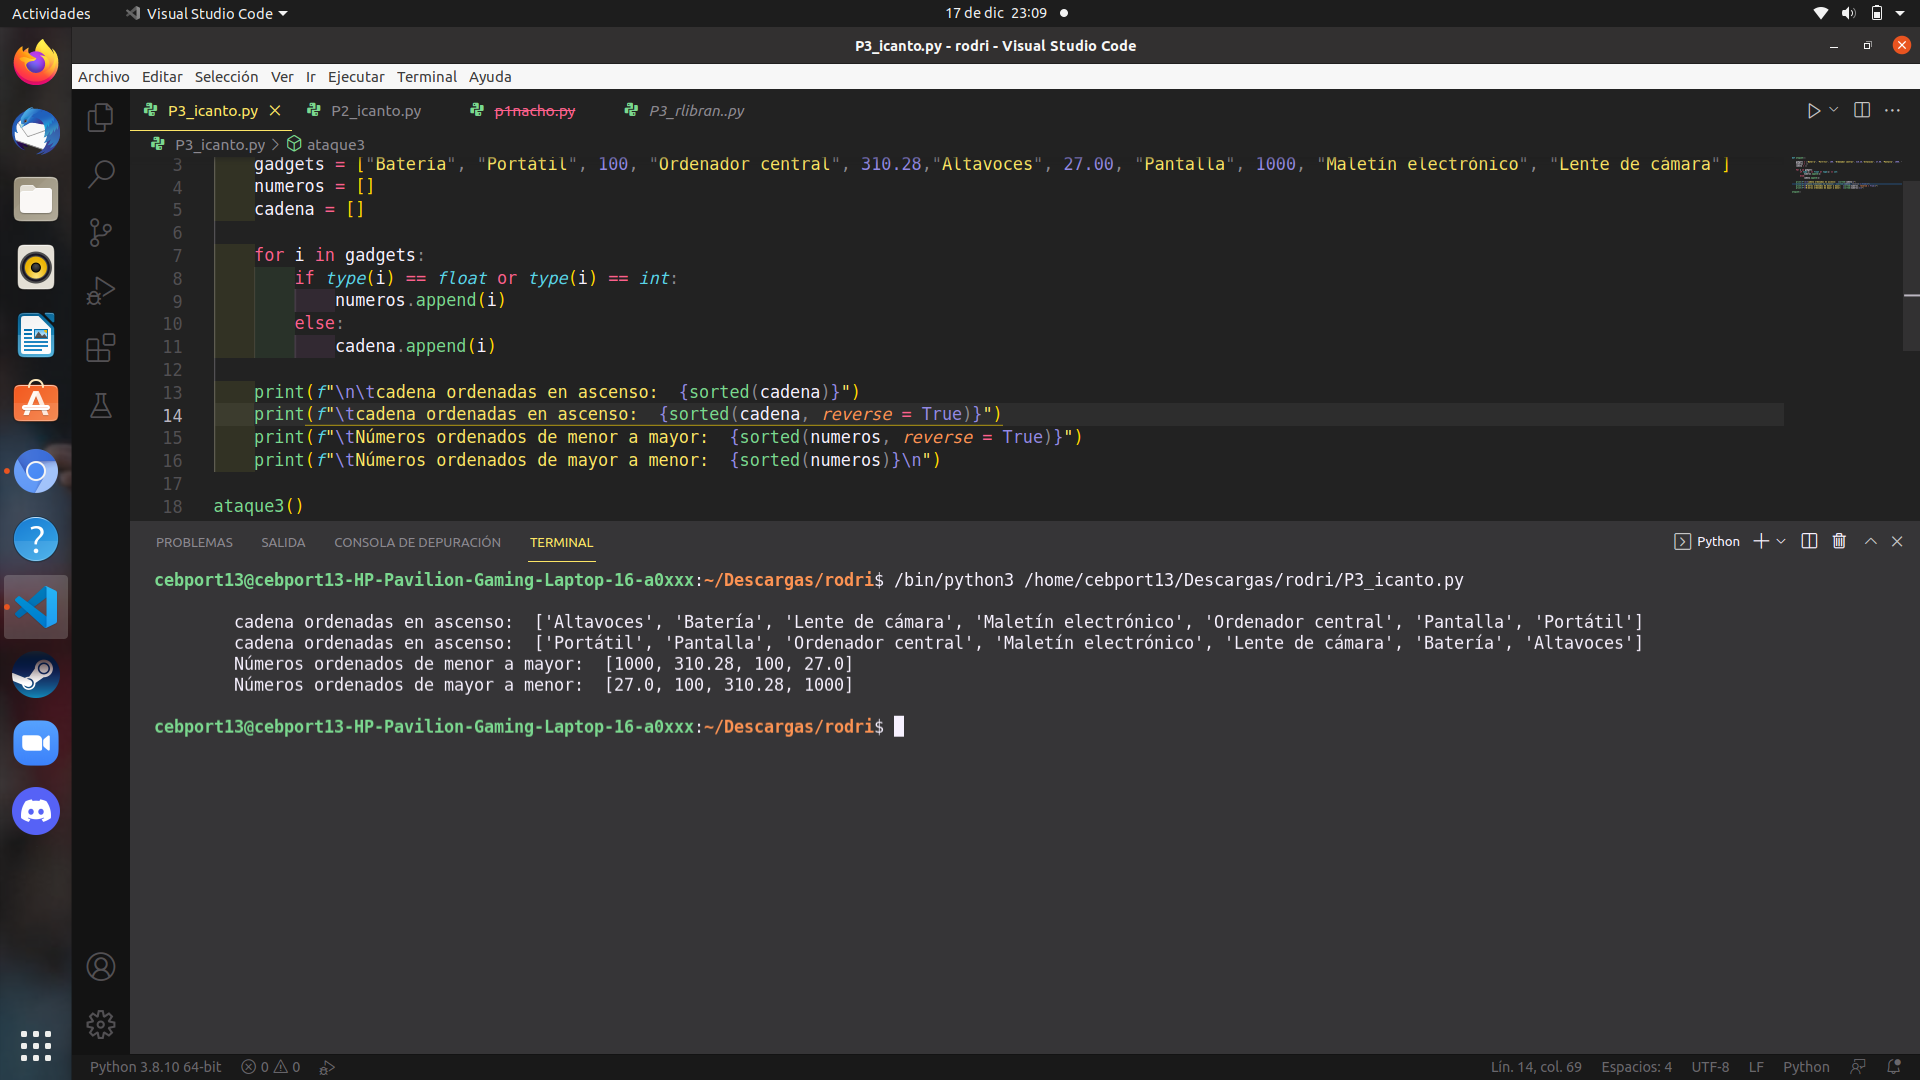 Actividades
Visual Studio Code
17 de dic 23:09
P3_icanto.py - rodri - Visual Studio Code
Archivo Editar Selección Ver Ir Ejecutar Terminal Ayuda
P3_icanto.py P2_icanto.py p1nacho.py P3_rlibran..py
P3_icanto.py > ataque3
3 gadgets = ["Batería", "Portátil", 100, "Ordenador central", 310.28,"Altavoces", 27.00, "Pantalla", 1000, "Maletín electrónico", "Lente de cámara"]
4 numeros = []
5 cadena = []
6
7 for i in gadgets:
8 if type(i) == float or type(i) == int:
9 numeros.append(i)
10 else:
11 cadena.append(i)
12
13 print(f"\n\tcadena ordenadas en ascenso:  {sorted(cadena)}")
14 print(f"\tcadena ordenadas en ascenso:  {sorted(cadena, reverse = True)}")
15 print(f"\tNúmeros ordenados de menor a mayor:  {sorted(numeros, reverse = True)}")
16 print(f"\tNúmeros ordenados de mayor a menor:  {sorted(numeros)}\n")
17
18 ataque3()
PROBLEMAS SALIDA CONSOLA DE DEPURACIÓN TERMINAL
Python
cebport13@cebport13-HP-Pavilion-Gaming-Laptop-16-a0xxx:~/Descargas/rodri$ /bin/python3 /home/cebport13/Descargas/rodri/P3_icanto.py
cadena ordenadas en ascenso:  ['Altavoces', 'Batería', 'Lente de cámara', 'Maletín electrónico', 'Ordenador central', 'Pantalla', 'Portátil']
cadena ordenadas en ascenso:  ['Portátil', 'Pantalla', 'Ordenador central', 'Maletín electrónico', 'Lente de cámara', 'Batería', 'Altavoces']
Números ordenados de menor a mayor:  [1000, 310.28, 100, 27.0]
Números ordenados de mayor a menor:  [27.0, 100, 310.28, 1000]
cebport13@cebport13-HP-Pavilion-Gaming-Laptop-16-a0xxx:~/Descargas/rodri$
Python 3.8.10 64-bit 0 0
Lín. 14, col. 69 Espacios: 4 UTF-8 LF Python